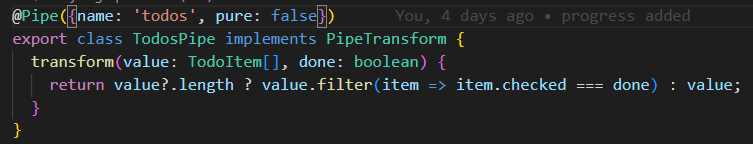 @Pipe({name: 'todos', pure: false})    You, 4 days ago • progress added
export class TodosPipe implements PipeTransform {
  transform(value: TodoItem[], done: boolean) {
    return value?.length ? value.filter(item => item.checked === done) : value;
  }
}